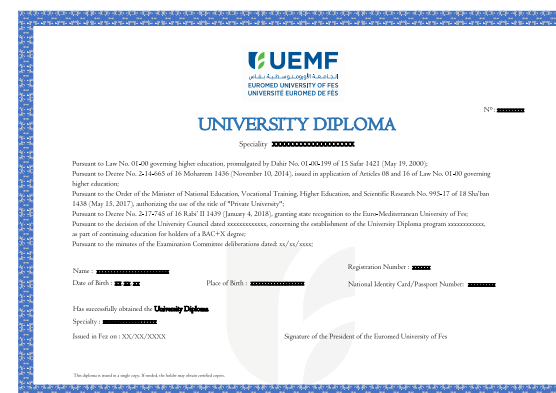 UEMF
الجامعة الأورومتوسطية بفاس
EUROMED UNIVERSITY OF FES
UNIVERSITÉ EUROMED DE FÈS
N°:
UNIVERSITY DIPLOMA
Speciality
Pursuant to Law No. 01-00 governing higher education, promulgated by Dahir No. 01-00-199 of 15 Safar 1421 (May 19, 2000);
Pursuant to Decree No. 2-14-665 of 16 Moharrem 1436 (November 10, 2014), issued in application of Articles 08 and 16 of Law No. 01-00 governing
higher education;
Pursuant to the Order of the Minister of National Education, Vocational Training, Higher Education, and Scientific Research No. 995-17 of 18 Sha'ban
1438 (May 15, 2017), authorizing the use of the title of "Private University";
Pursuant to Decree No. 2-17-745 of 16 Rabi' II 1439 (January 4, 2018), granting state recognition to the Euro-Mediterranean University of Fes;
Pursuant to the decision of the University Council dated xxxxxxxxxxxxx, concerning the establishment of the University Diploma program xxxxxxxxxxxx,
as part of continuing education for holders of a BAC+X degree;
Pursuant to the minutes of the Examination Committee deliberations dated: xx/xx/xxxx;
Name :
Registration Number :
Date of Birth :
Place of Birth :
National Identity Card/Passport Number:
Has successfully obtained the University Diploma
Specialty :
Issued in Fez on : XX/XX/XXXX
Signature of the President of the Euromed University of Fes
This diploma is issued in a single copy. If needed, the holder may obtain certified copies.